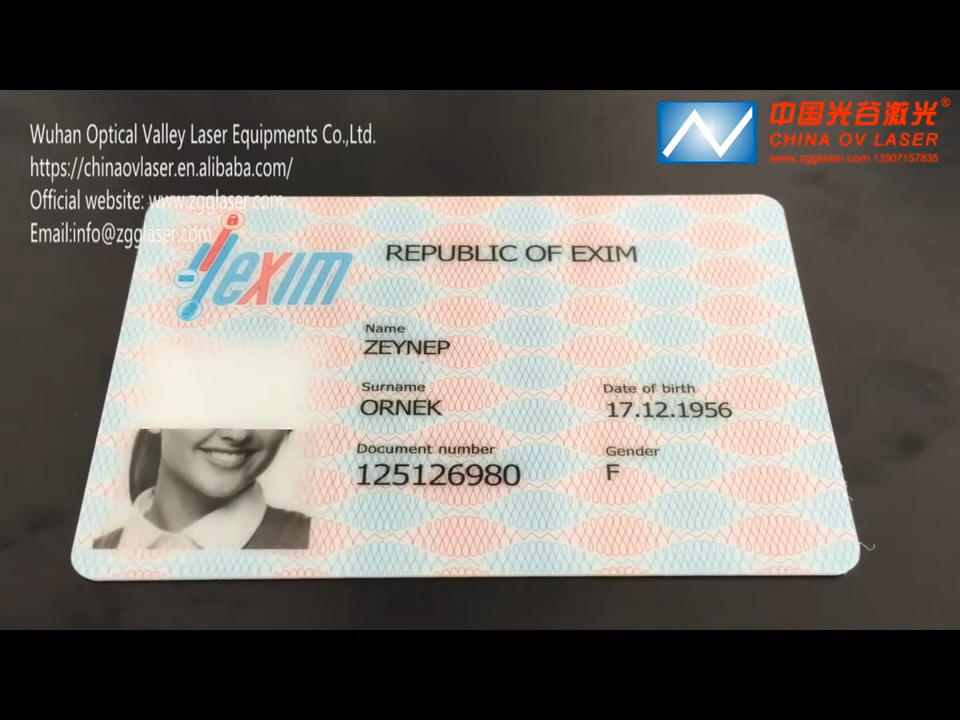 Wuhan Optical Valley Laser Equipments Co.,Ltd.
https://chinaovlaser.en.alibaba.com/
Official website: www.zgglaser.com
Email:info@zgglaser.com
中国光谷激光®
CHINA OV LASER
www.zgglaser.com 13907157835
exim
REPUBLIC OF EXIM
Name
ZEYNEP
Surname
ORNEK
Date of birth
17.12.1956
Document number
125126980
Gender
F